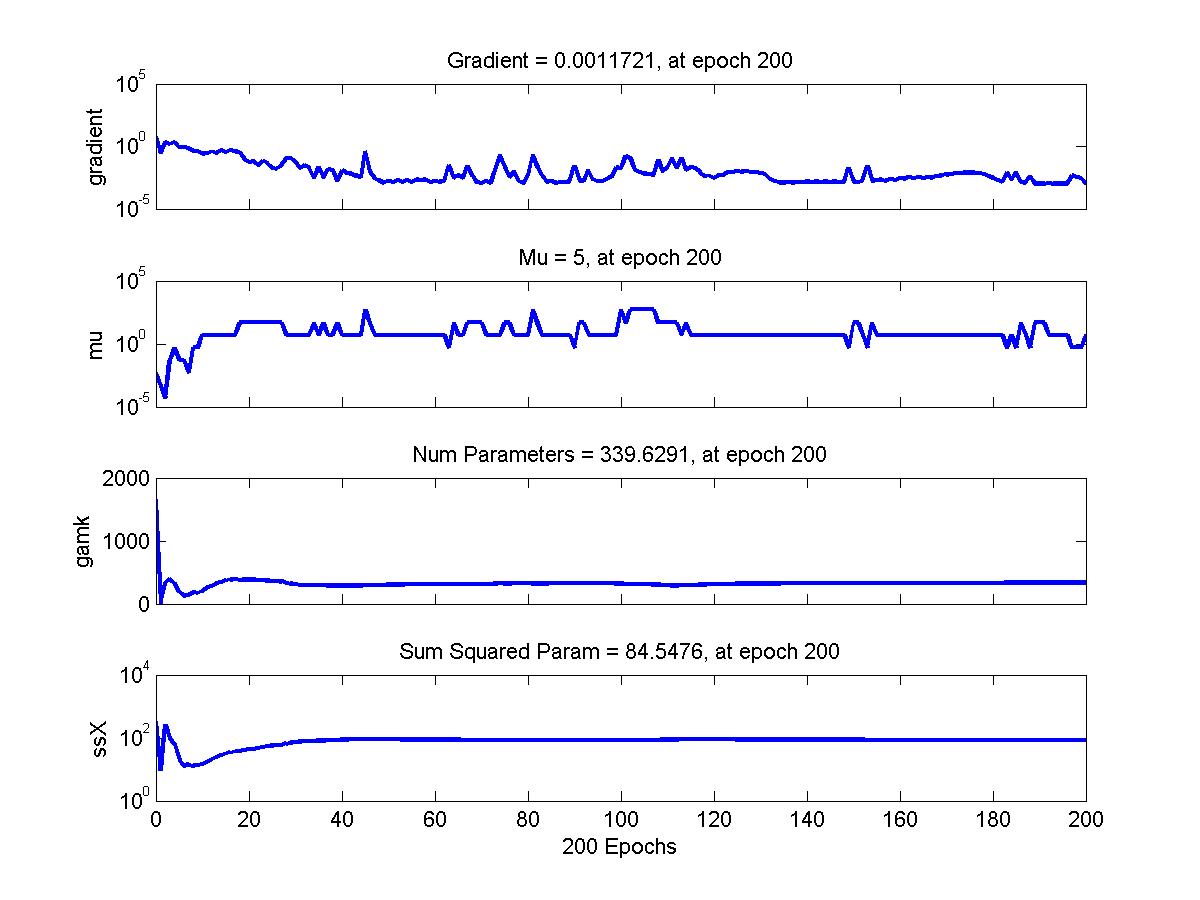 Gradient = 0.0011721, at epoch 200
10^5
10^0
10^-5
gradient
Mu = 5, at epoch 200
10^5
10^0
10^-5
mu
Num Parameters = 339.6291, at epoch 200
2000
1000
0
gamk
Sum Squared Param = 84.5476, at epoch 200
10^4
10^2
10^0
ssX
0 20 40 60 80 100 120 140 160 180 200
200 Epochs